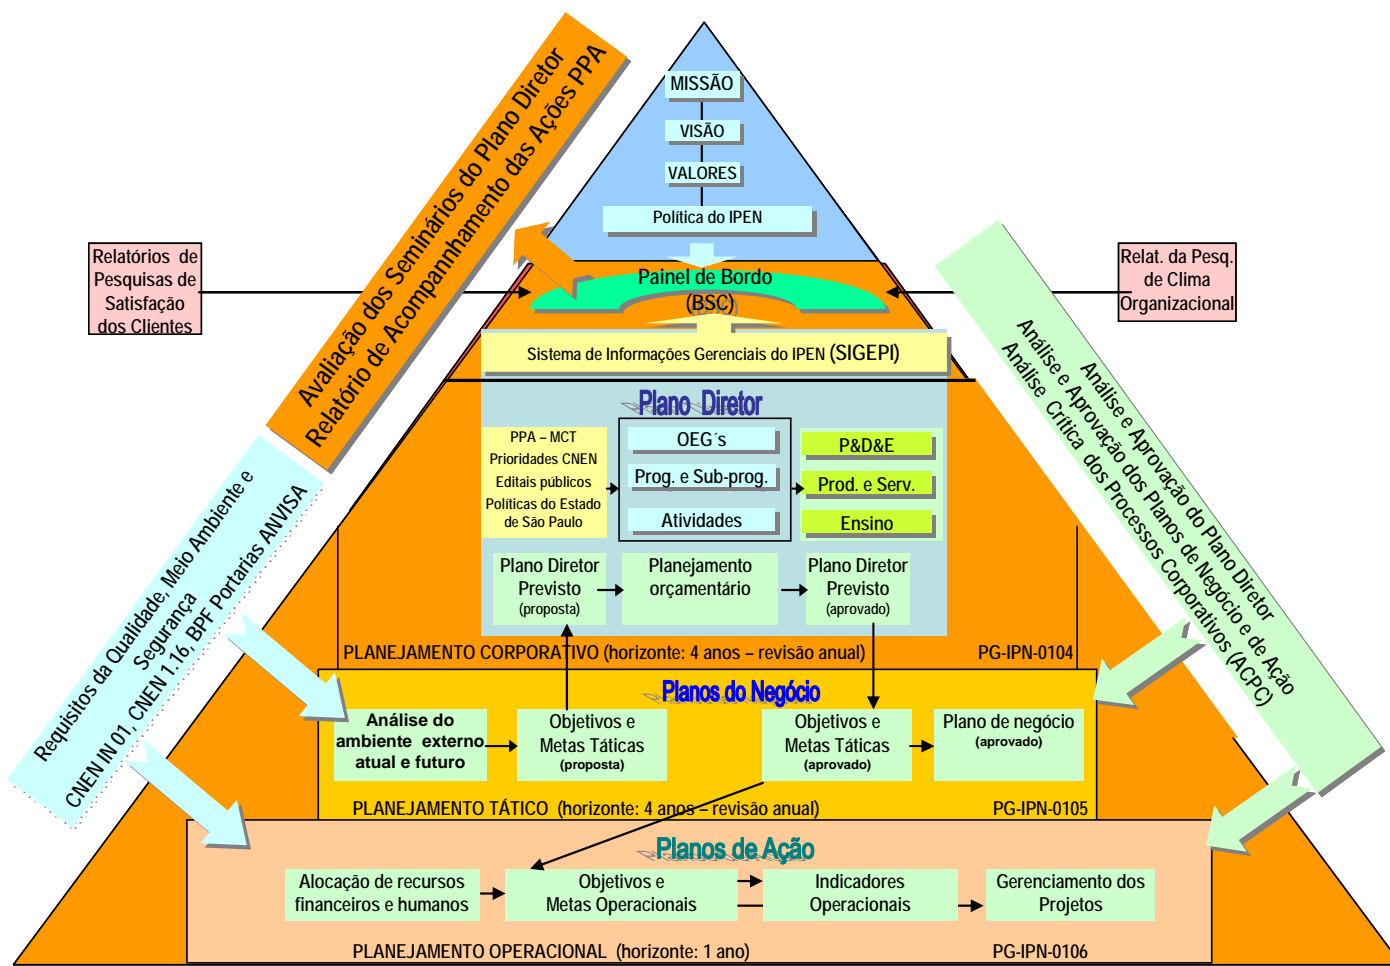 MISSÃO
VISÃO
VALORES
Política do IPEN
Painel de Bordo
(BSC)
Sistema de Informações Gerenciais do IPEN (SIGEPI)
Relatórios de
Pesquisas de
Satisfação
dos Clientes
Relat. da Pesq.
de Clima
Organizacional
Avaliação dos Seminários do Plano Diretor
Relatório de Acompannhamento das Ações PPA
Requisitos da Qualidade, Meio Ambiente e
Segurança
CNEN IN 01, CNEN 1.16, BPF Portarias ANVISA
Análise e Aprovação do Plano Diretor
Análise e Aprovação dos Planos de Negócio e de Ação
Análise Crítica dos Processos Corporativos (ACPC)
Plano Diretor
PPA – MCT
Prioridades CNEN
Editais públicos
Políticas do Estado
de São Paulo
OEG´s
Prog. e Sub-prog.
Atividades
P&D&E
Prod. e Serv.
Ensino
Plano Diretor
Previsto
(proposta)
Planejamento
orçamentário
Plano Diretor
Previsto
(aprovado)
PLANEJAMENTO CORPORATIVO (horizonte: 4 anos – revisão anual)
PG-IPN-0104
Planos do Negócio
Análise do
ambiente externo
atual e futuro
Objetivos e
Metas Táticas
(proposta)
Objetivos e
Metas Táticas
(aprovado)
Plano de negócio
(aprovado)
PLANEJAMENTO TÁTICO (horizonte: 4 anos – revisão anual)
PG-IPN-0105
Planos de Ação
Alocação de recursos
financeiros e humanos
Objetivos e
Metas Operacionais
Indicadores
Operacionais
Gerenciamento dos
Projetos
PLANEJAMENTO OPERACIONAL (horizonte: 1 ano)
PG-IPN-0106